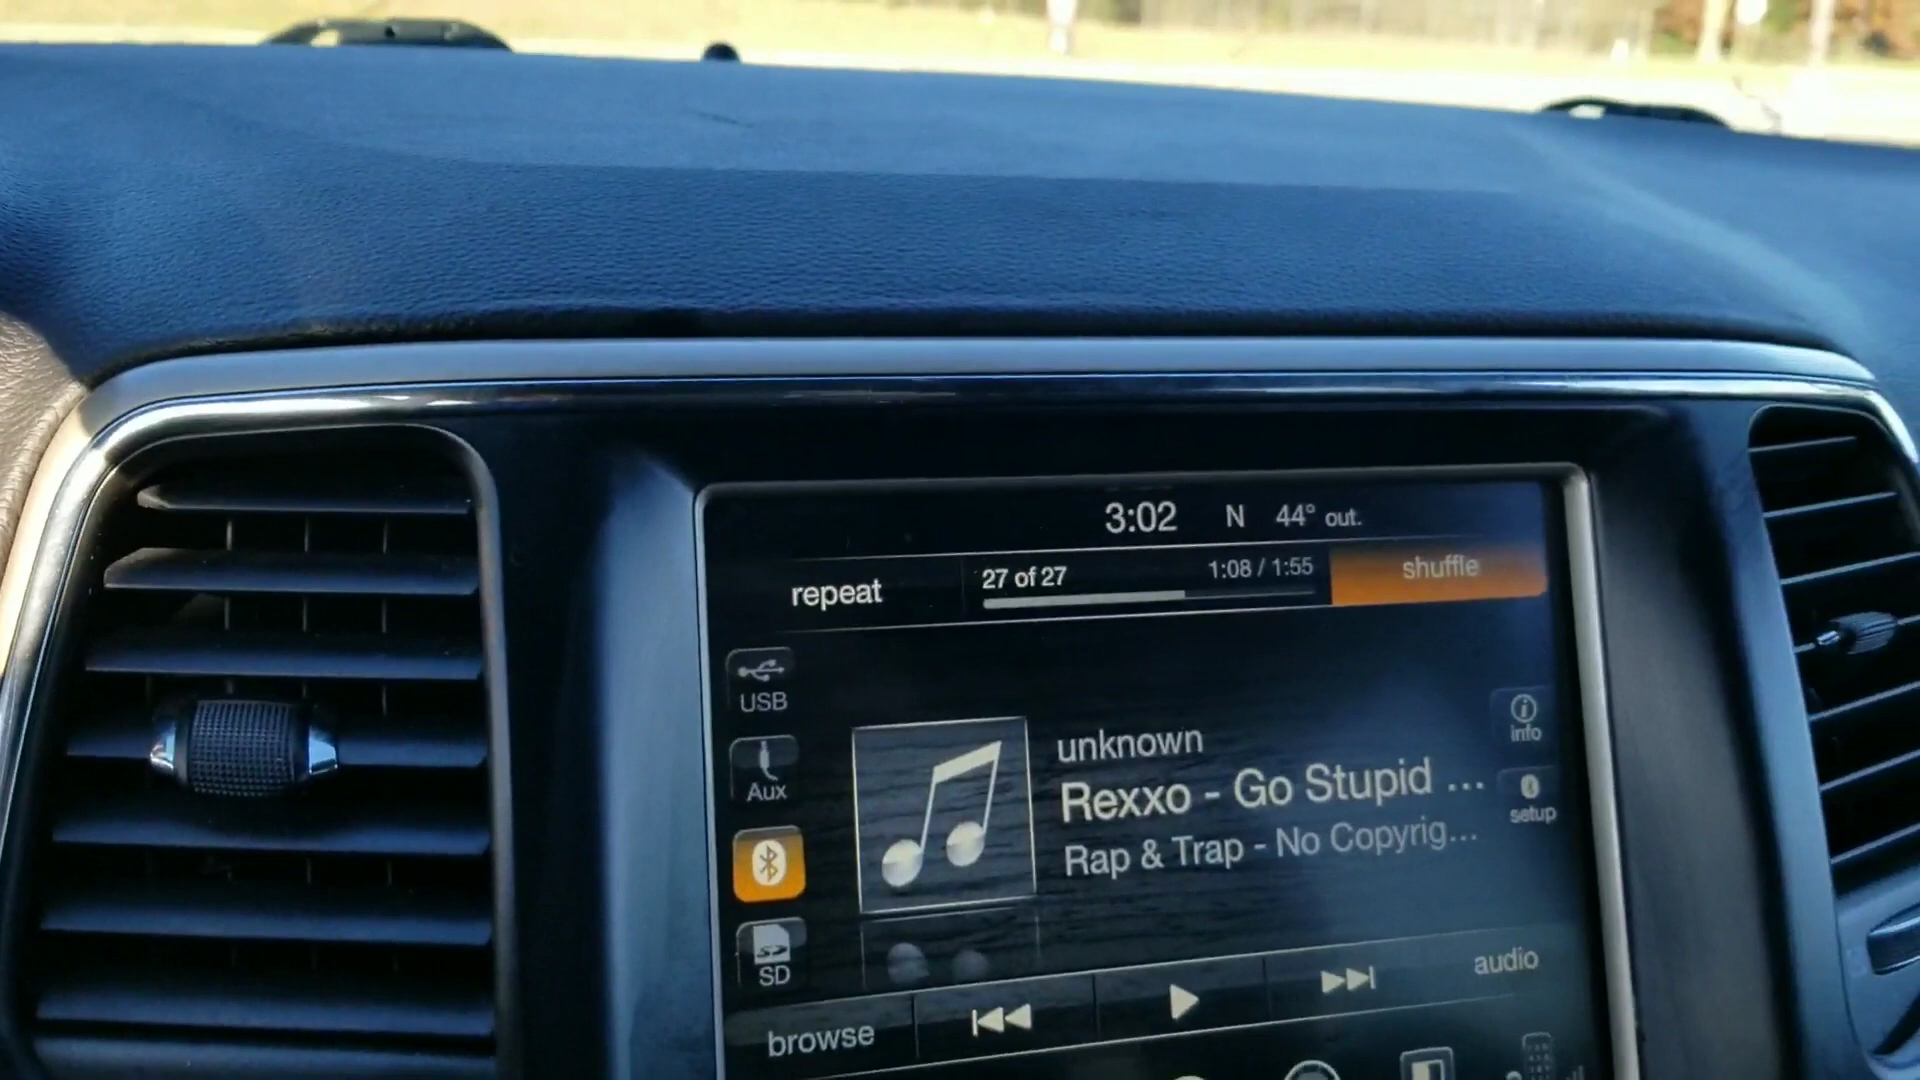 3:02 N 44° out.
repeat
27 of 27 1:08 / 1:55
shuffle
USB
Aux
SD
unknown
Rexxo - Go Stupid ...
Rap & Trap - No Copyrig...
info
setup
browse
audio